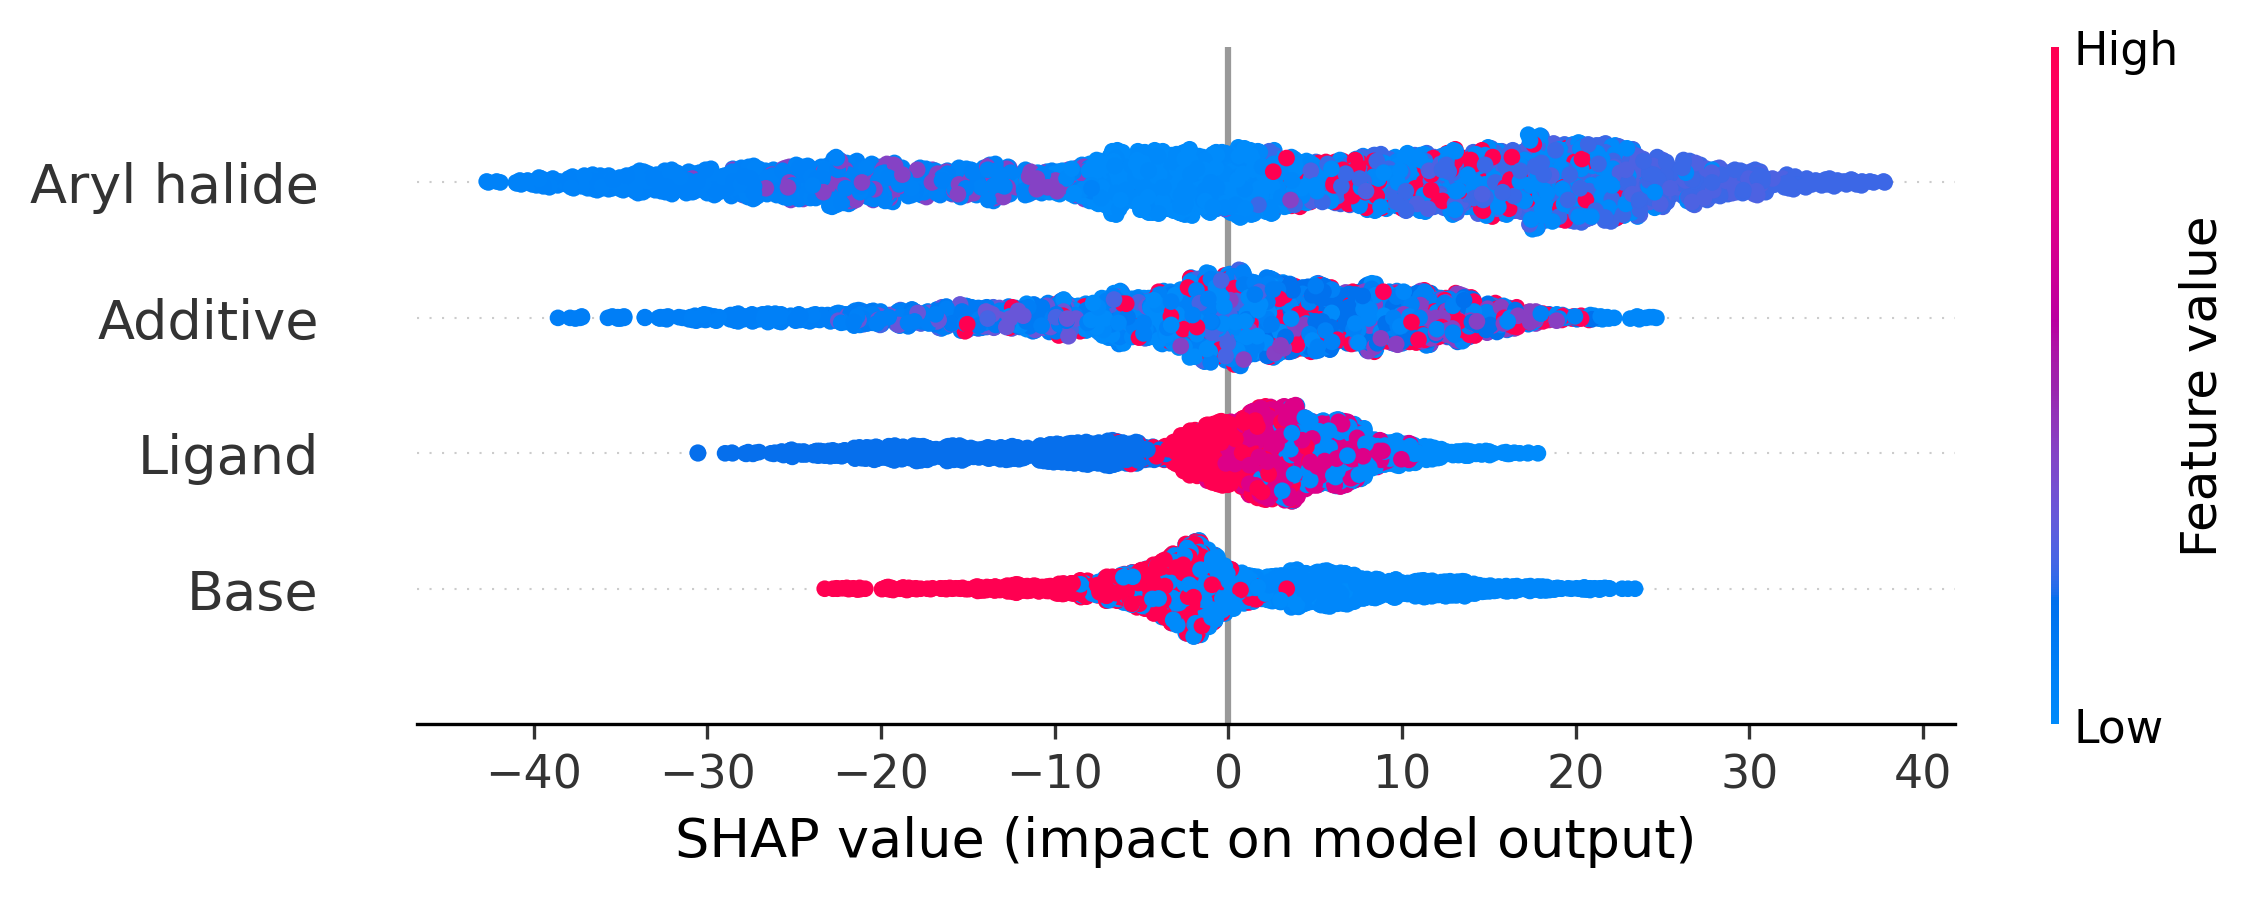 High
Aryl halide
Additive
Ligand
Base
Feature value
Low
−40 −30 −20 −10 0 10 20 30 40
SHAP value (impact on model output)